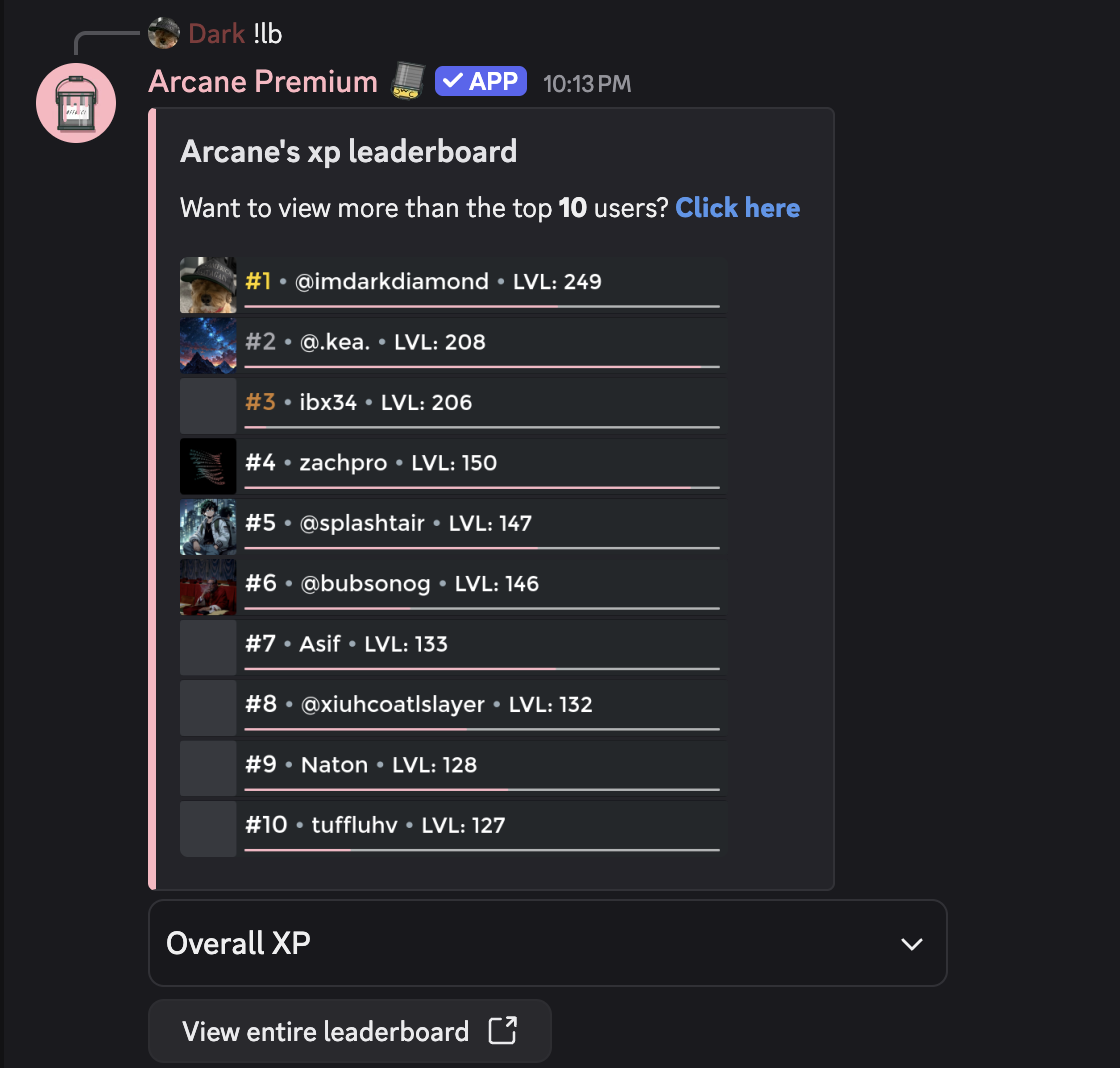 Dark !lb
Arcane Premium APP 10:13 PM
Arcane's xp leaderboard
Want to view more than the top 10 users? Click here
#1 • @imdarkdiamond • LVL: 249
#2 • @.kea. • LVL: 208
#3 • ibx34 • LVL: 206
#4 • zachpro • LVL: 150
#5 • @splashtair • LVL: 147
#6 • @bubsonog • LVL: 146
#7 • Asif • LVL: 133
#8 • @xiuhcoatlslayer • LVL: 132
#9 • Naton • LVL: 128
#10 • tuffluhv • LVL: 127
Overall XP
View entire leaderboard